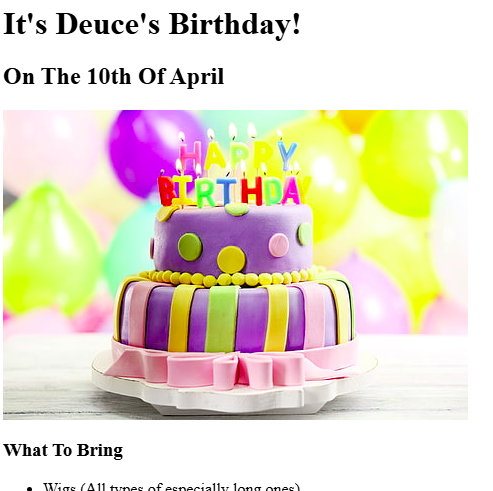 It's Deuce's Birthday!
On The 10th Of April
HAPPY
BIRTHDAY
What To Bring
Wigs (All types of especially long ones)